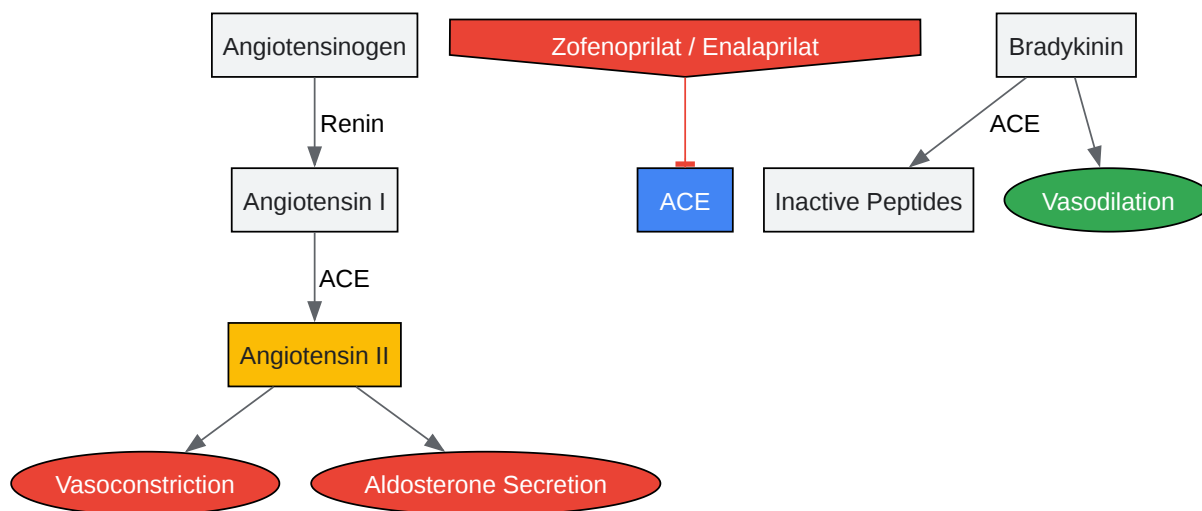 Angiotensinogen
Zofenoprilat / Enalaprilat
Bradykinin
Renin
ACE
Angiotensin I
ACE
Inactive Peptides
Vasodilation
ACE
Angiotensin II
Vasoconstriction
Aldosterone Secretion